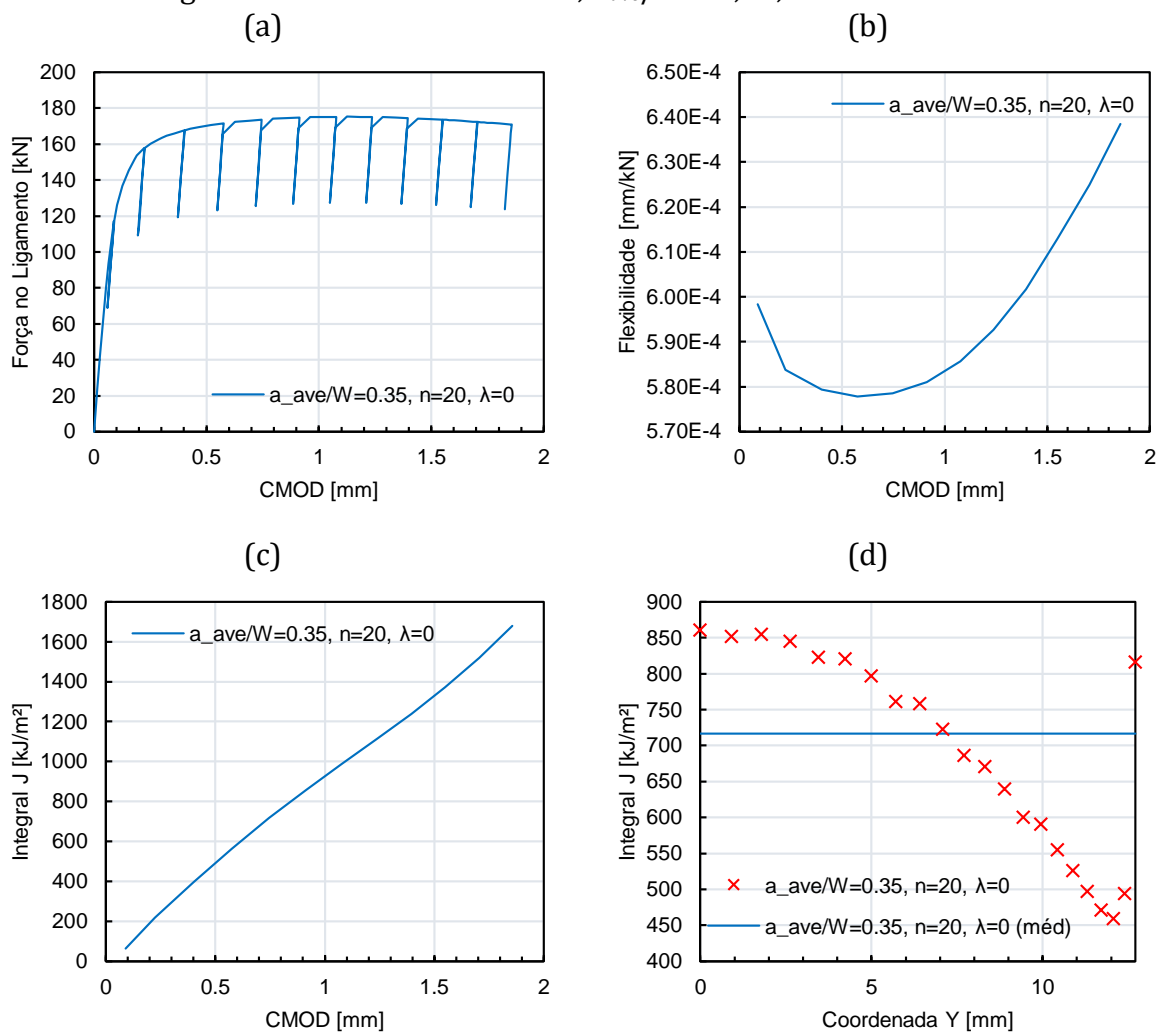 (a)
(b)
200
180
160
140
120
100
80
60
40
20
0
Força no Ligamento [kN]
a_ave/W=0.35, n=20, λ=0
0
0.5
1
1.5
2
CMOD [mm]
6.50E-4
6.40E-4
6.30E-4
6.20E-4
6.10E-4
6.00E-4
5.90E-4
5.80E-4
5.70E-4
Flexibilidade [mm/kN]
a_ave/W=0.35, n=20, λ=0
0
0.5
1
1.5
2
CMOD [mm]
(c)
(d)
1800
1600
1400
1200
1000
800
600
400
200
0
Integral J [kJ/m²]
a_ave/W=0.35, n=20, λ=0
0
0.5
1
1.5
2
CMOD [mm]
900
850
800
750
700
650
600
550
500
450
400
Integral J [kJ/m²]
a_ave/W=0.35, n=20, λ=0
a_ave/W=0.35, n=20, λ=0 (méd)
0
5
10
Coordenada Y [mm]